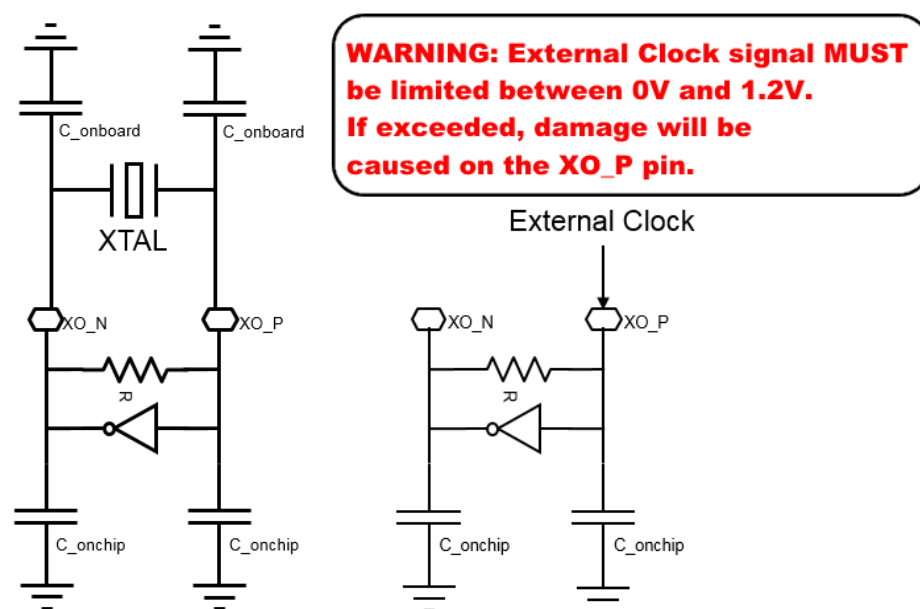 WARNING: External Clock signal MUST
be limited between 0V and 1.2V.
If exceeded, damage will be
caused on the XO_P pin.
C_onboard
C_onboard
XTAL
External Clock
XO_N
XO_P
XO_N
XO_P
R
R
C_onchip
C_onchip
C_onchip
C_onchip